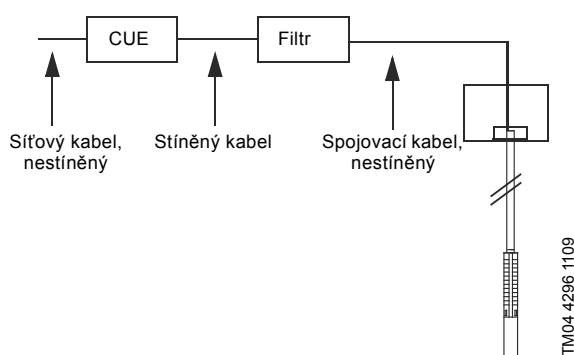 CUE
Filtr
Síťový kabel,
nestíněný
Stíněný kabel
Spojovací kabel,
nestíněný
TM04 4296 1109